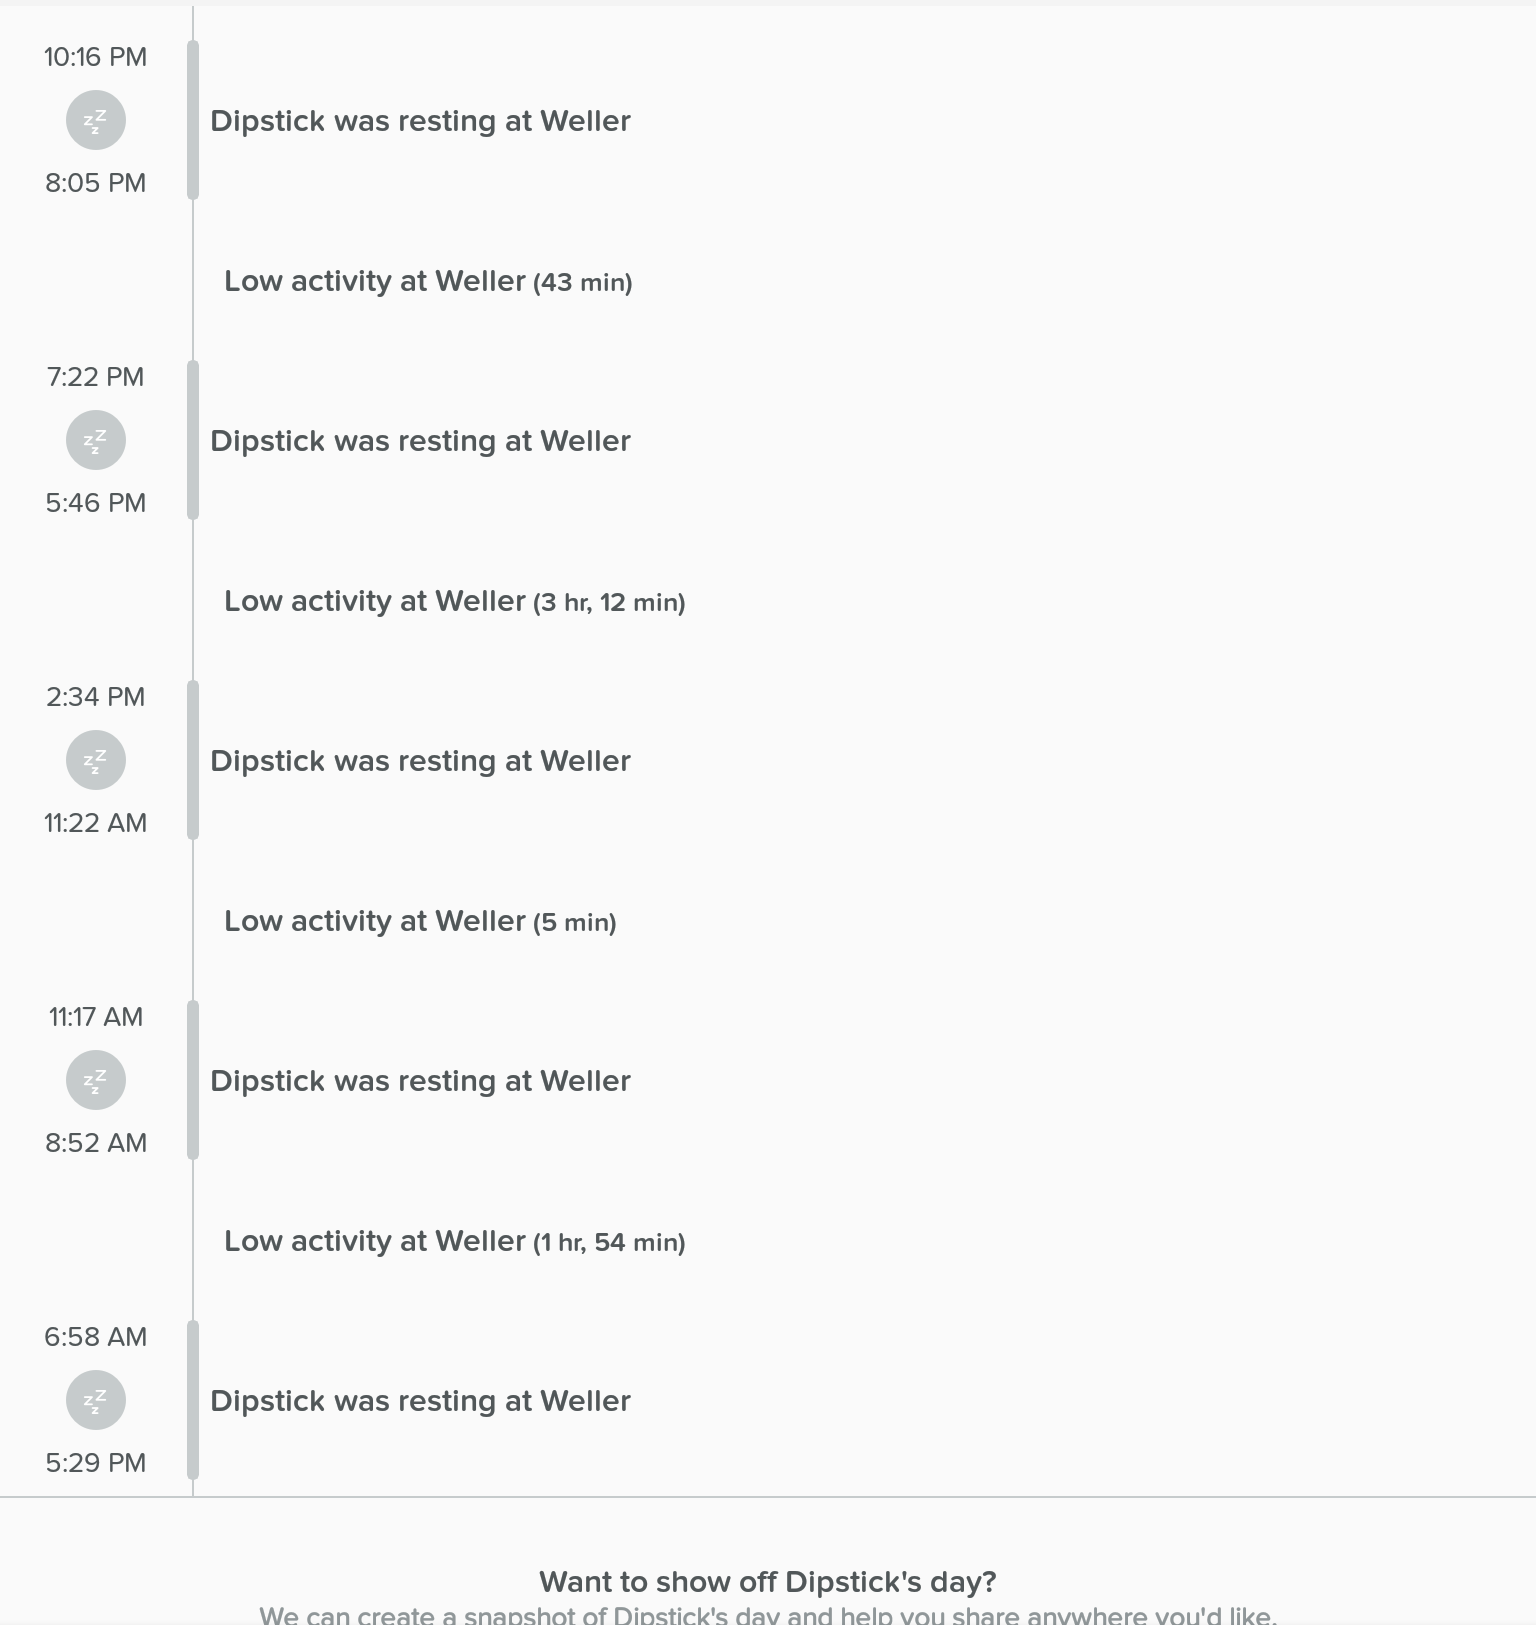 10:16 PM
zZz
Dipstick was resting at Weller
8:05 PM
Low activity at Weller (43 min)
7:22 PM
zZz
Dipstick was resting at Weller
5:46 PM
Low activity at Weller (3 hr, 12 min)
2:34 PM
zZz
Dipstick was resting at Weller
11:22 AM
Low activity at Weller (5 min)
11:17 AM
zZz
Dipstick was resting at Weller
8:52 AM
Low activity at Weller (1 hr, 54 min)
6:58 AM
zZz
Dipstick was resting at Weller
5:29 PM
Want to show off Dipstick's day?
We can create a snapshot of Dipstick's day and help you share anywhere you'd like.